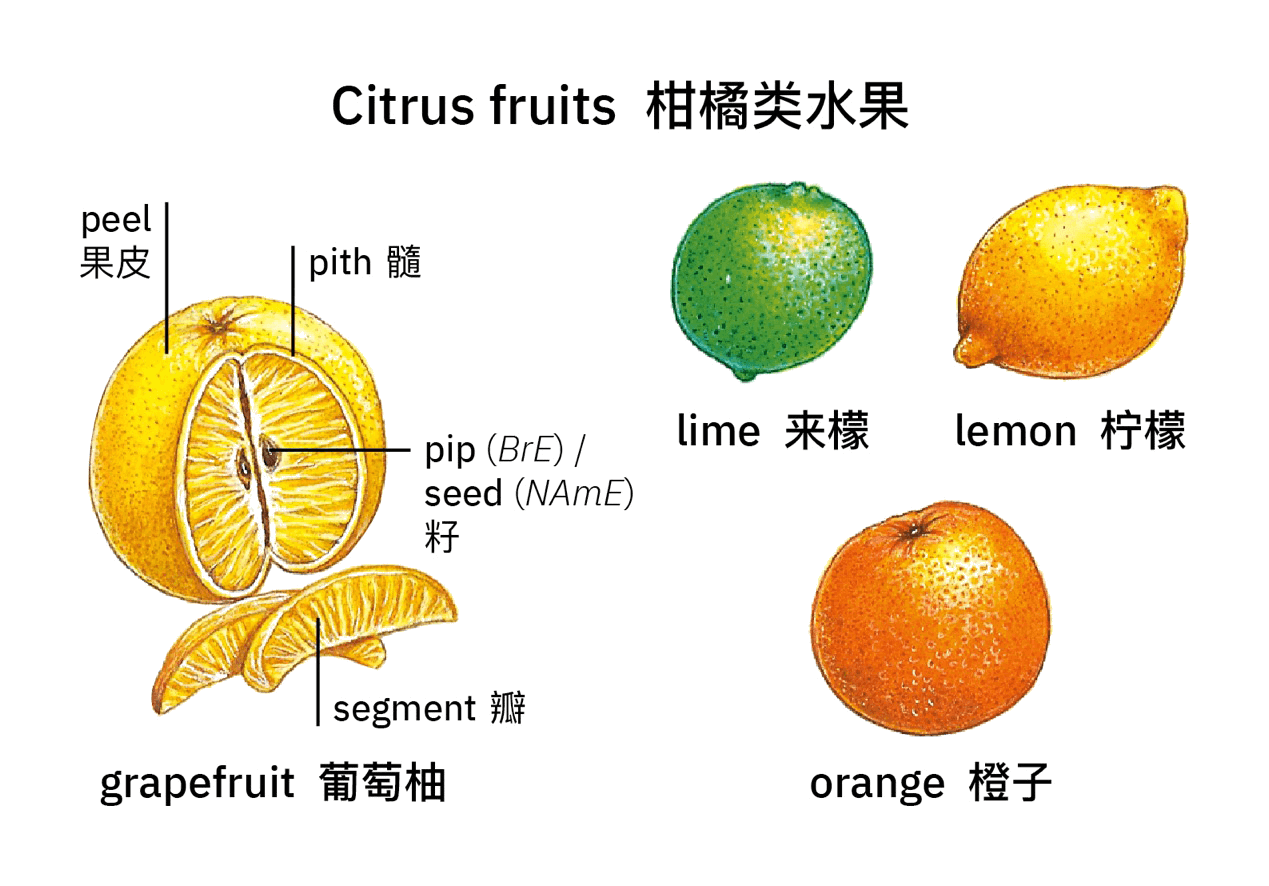 Citrus fruits 柑橘类水果
peel
果皮
pith 髓
pip (BrE) /
seed (NAmE)
籽
segment 瓣
grapefruit 葡萄柚
lime 来檬
lemon 柠檬
orange 橙子